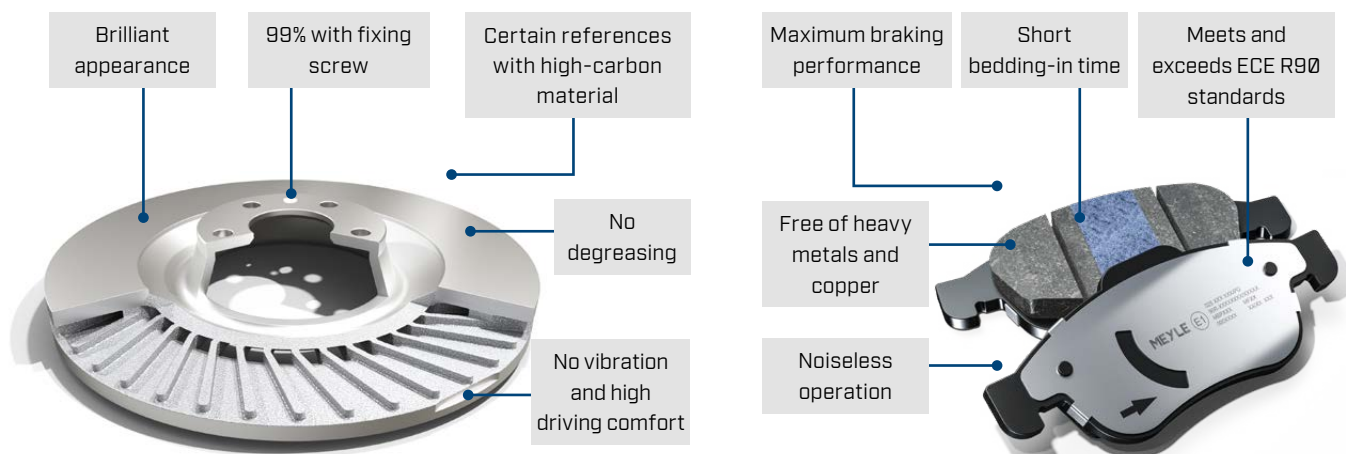 Brilliant
appearance
99% with fixing
screw
Certain references
with high-carbon
material
No
degreasing
No vibration
and high
driving comfort
Maximum braking
performance
Short
bedding-in time
Meets and
exceeds ECE R90
standards
Free of heavy
metals and
copper
Noiseless
operation
MEYLE E1